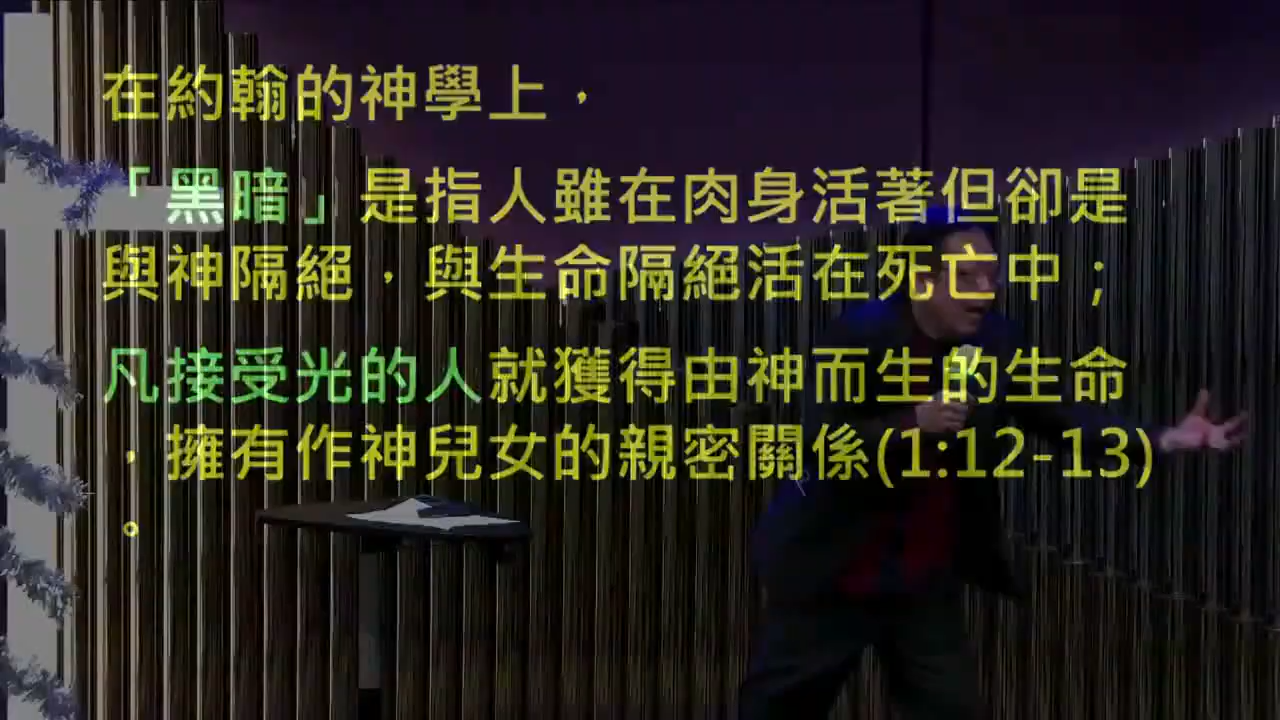 在約翰的神學上，
「黑暗」是指人雖在肉身活著但卻是
與神隔絕，與生命隔絕活在死亡中；
凡接受光的人就獲得由神而生的生命
，擁有作神兒女的親密關係(1:12-13)
。